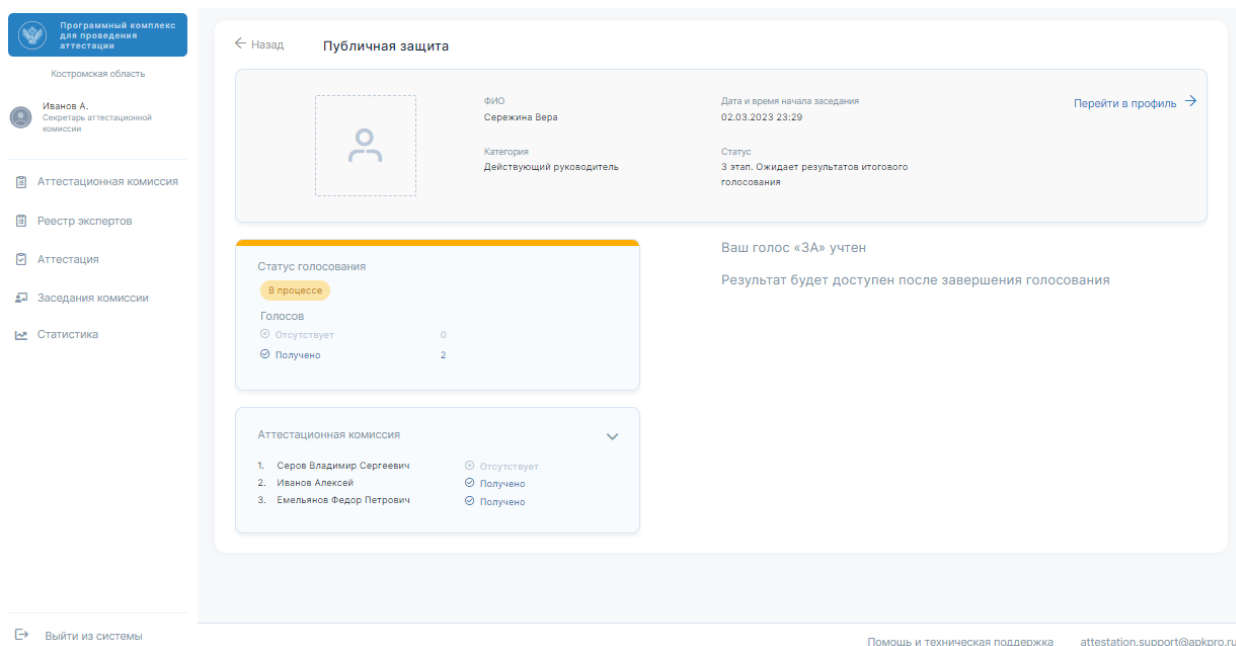 Программный комплекс
для проведения
аттестации
Костромская область
Иванов А.
Секретарь аттестационной
комиссии
Аттестационная комиссия
Реестр экспертов
Аттестация
Заседания комиссии
Статистика
Выйти из системы
Назад
Публичная защита
ФИО
Сережина Вера
Категория
Действующий руководитель
Дата и время начала заседания
02.03.2023 23:29
Статус
3 этап. Ожидает результатов итогового
голосования
Перейти в профиль
Статус голосования
В процессе
Голосов
Отсутствует 0
Получено 2
Ваш голос «ЗА» учтен
Результат будет доступен после завершения голосования
Аттестационная комиссия
1. Серов Владимир Сергеевич Отсутствует
2. Иванов Алексей Получено
3. Емельянов Федор Петрович Получено
Помощь и техническая поддержка attestation.support@apkpro.ru